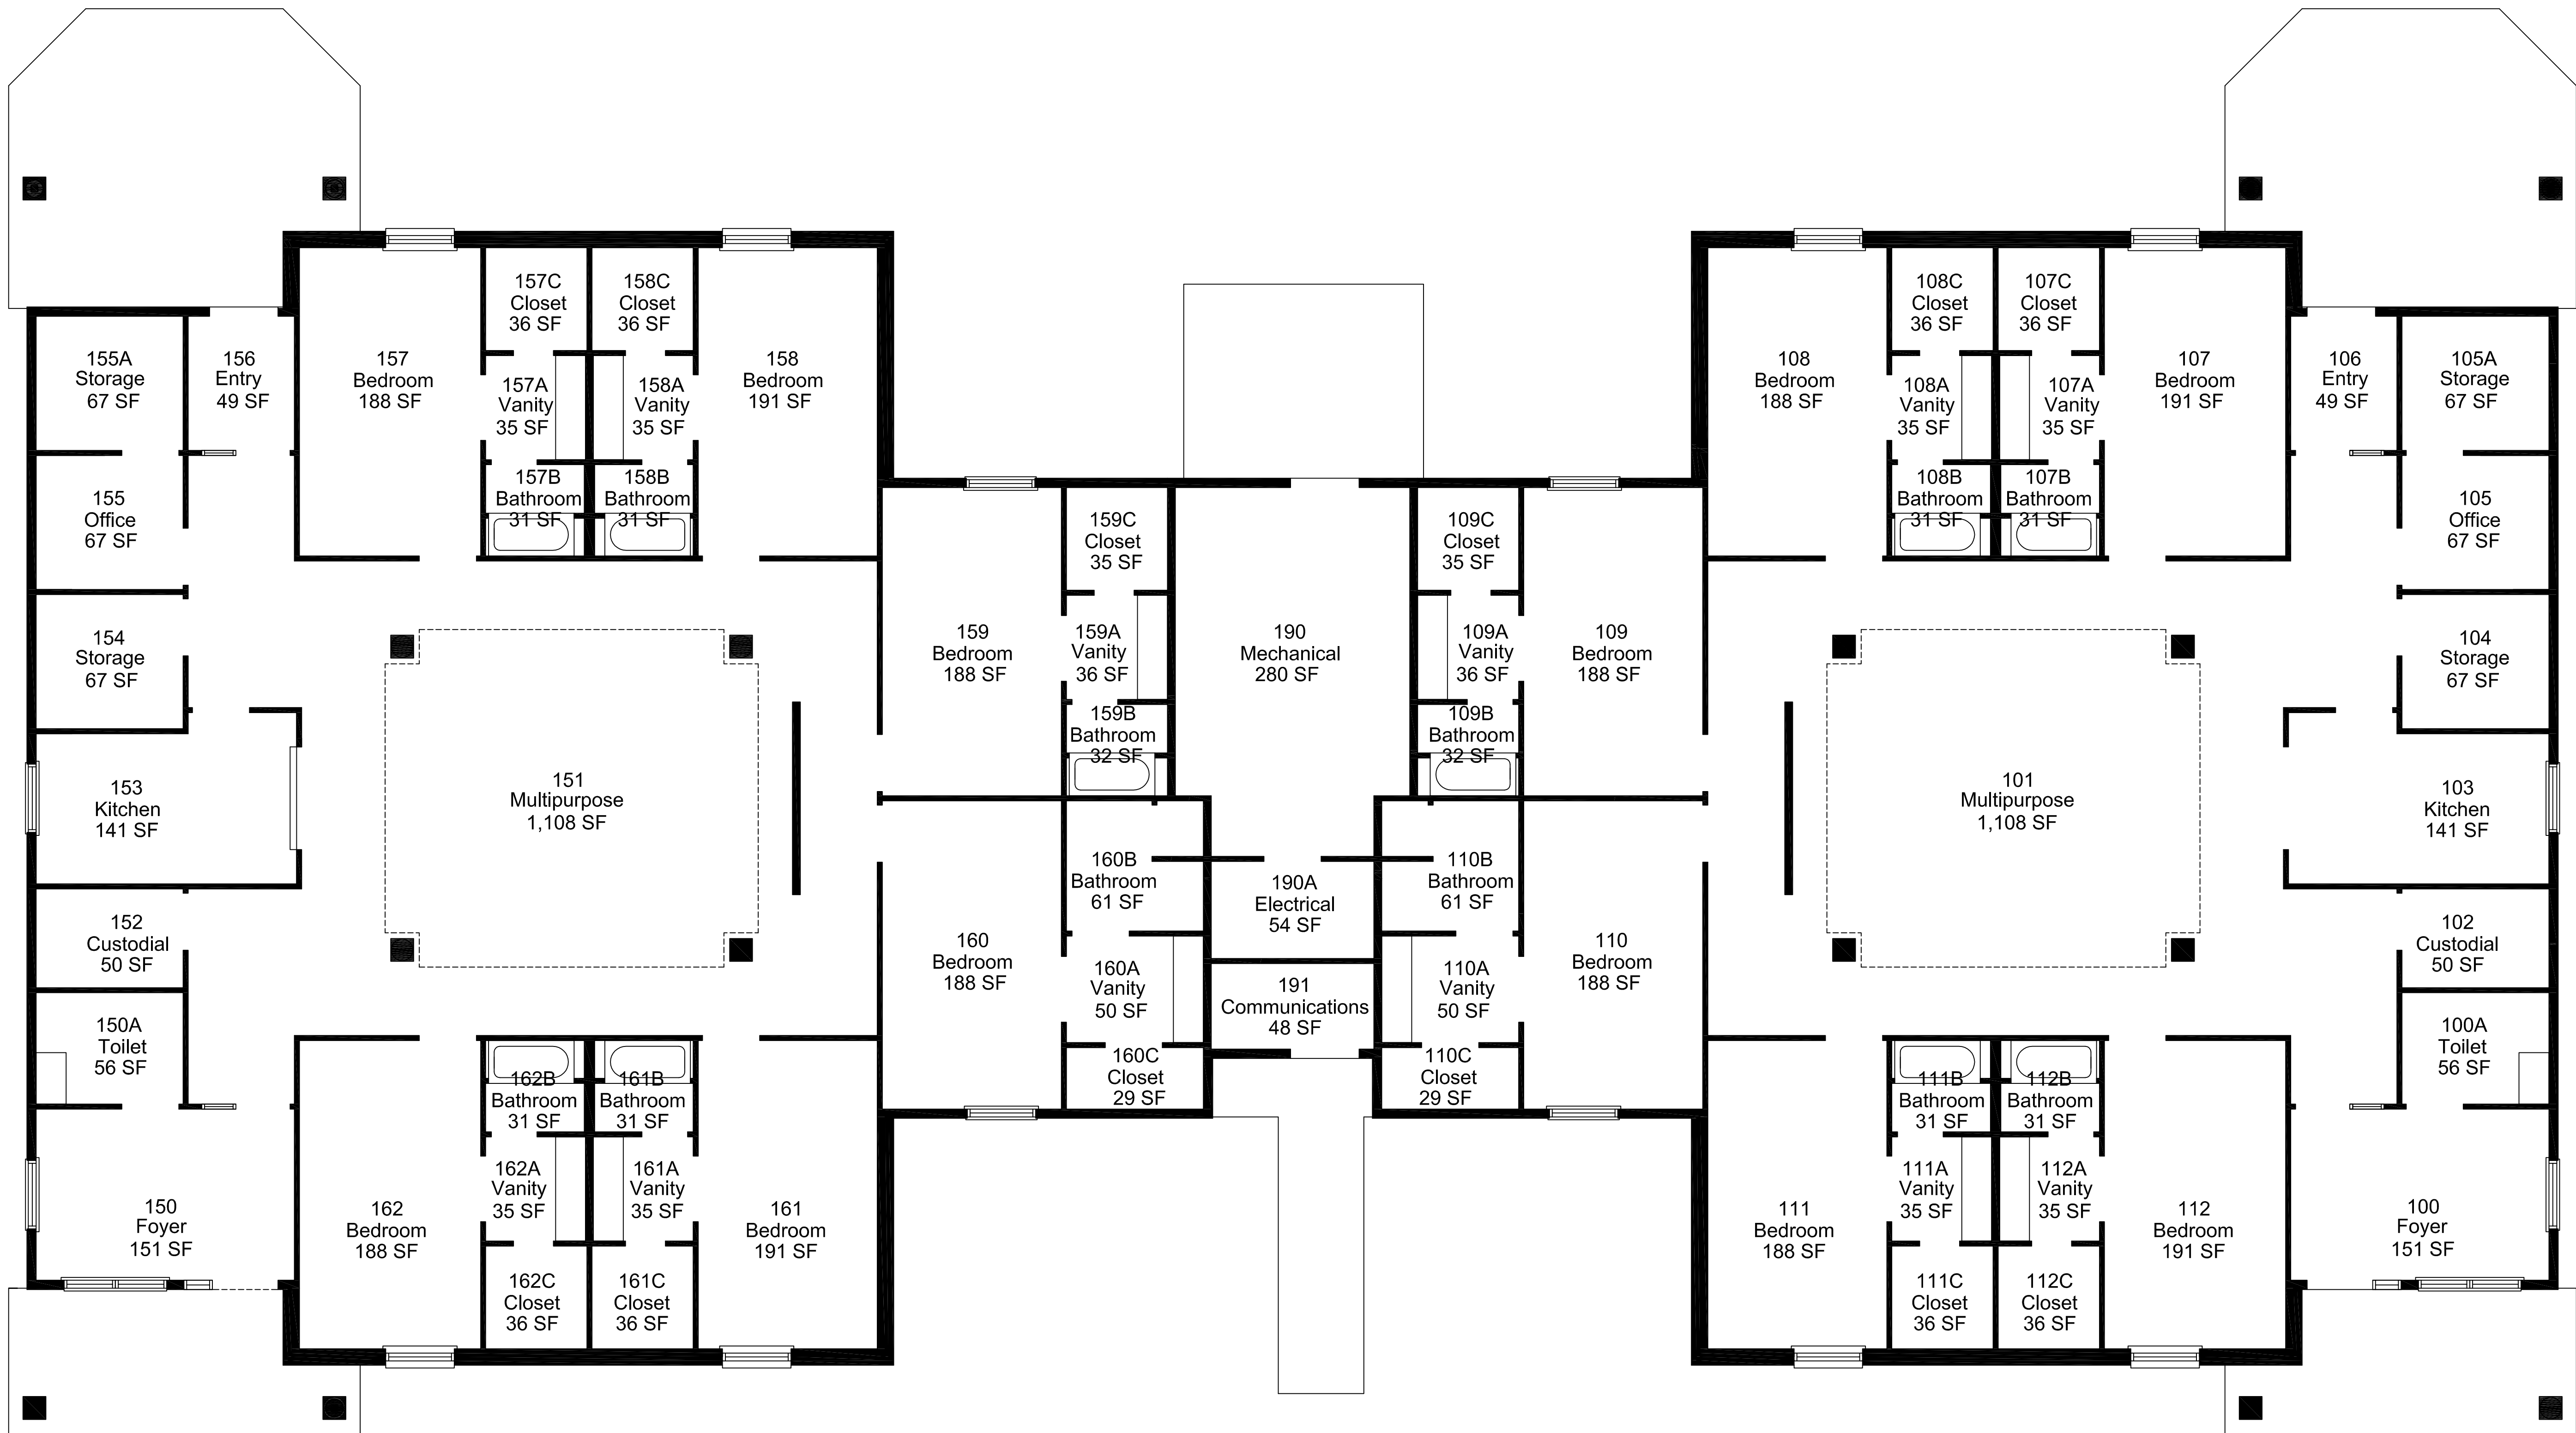 157C
Closet
36 SF
158C
Closet
36 SF
108C
Closet
36 SF
107C
Closet
36 SF
155A
Storage
67 SF
156
Entry
49 SF
157
Bedroom
188 SF
157A
Vanity
35 SF
158A
Vanity
35 SF
158
Bedroom
191 SF
108
Bedroom
188 SF
108A
Vanity
35 SF
107A
Vanity
35 SF
107
Bedroom
191 SF
106
Entry
49 SF
105A
Storage
67 SF
155
Office
67 SF
157B
Bathroom
31 SF
158B
Bathroom
31 SF
159C
Closet
35 SF
109C
Closet
35 SF
108B
Bathroom
31 SF
107B
Bathroom
31 SF
105
Office
67 SF
154
Storage
67 SF
159
Bedroom
188 SF
159A
Vanity
36 SF
190
Mechanical
280 SF
109A
Vanity
36 SF
109
Bedroom
188 SF
104
Storage
67 SF
159B
Bathroom
32 SF
109B
Bathroom
32 SF
153
Kitchen
141 SF
151
Multipurpose
1,108 SF
101
Multipurpose
1,108 SF
103
Kitchen
141 SF
160B
Bathroom
61 SF
190A
Electrical
54 SF
110B
Bathroom
61 SF
152
Custodial
50 SF
160
Bedroom
188 SF
160A
Vanity
50 SF
191
Communications
48 SF
110A
Vanity
50 SF
110
Bedroom
188 SF
102
Custodial
50 SF
150A
Toilet
56 SF
162B
Bathroom
31 SF
161B
Bathroom
31 SF
160C
Closet
29 SF
110C
Closet
29 SF
111B
Bathroom
31 SF
112B
Bathroom
31 SF
100A
Toilet
56 SF
150
Foyer
151 SF
162
Bedroom
188 SF
162A
Vanity
35 SF
161A
Vanity
35 SF
161
Bedroom
191 SF
111
Bedroom
188 SF
111A
Vanity
35 SF
112A
Vanity
35 SF
112
Bedroom
191 SF
100
Foyer
151 SF
162C
Closet
36 SF
161C
Closet
36 SF
111C
Closet
36 SF
112C
Closet
36 SF